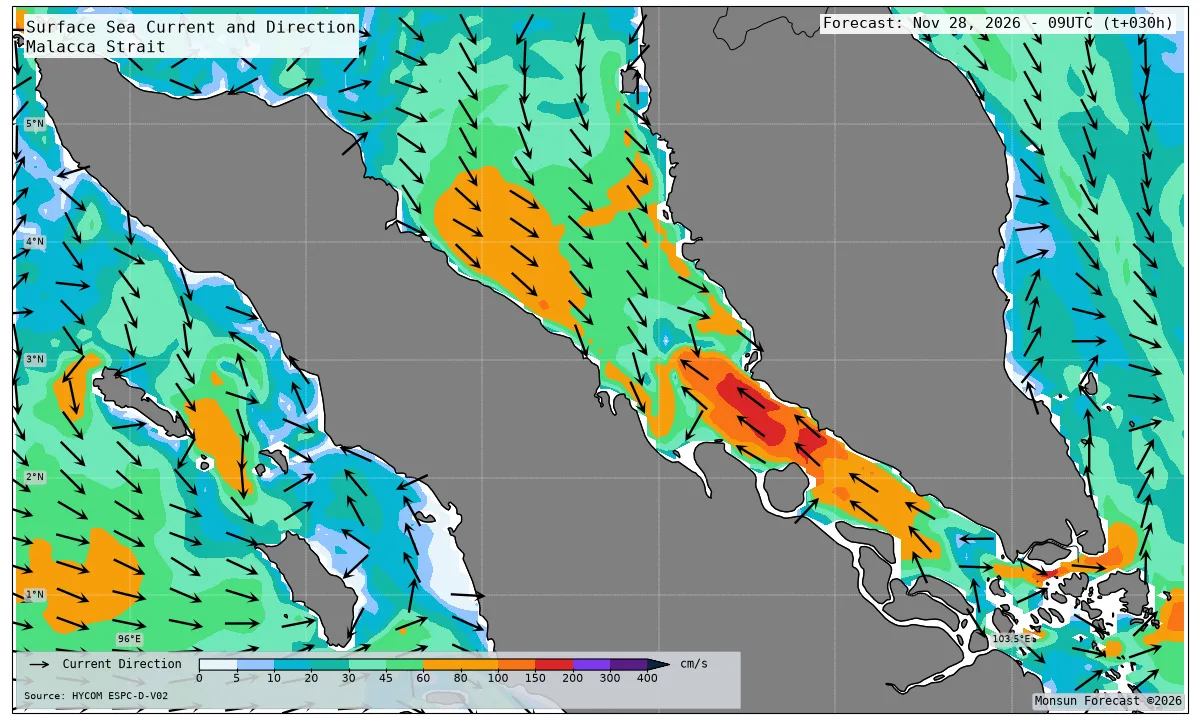 Surface Sea Current and Direction
Malacca Strait
Forecast: Nov 28, 2026 - 09UTC (t+030h)
5°N
4°N
3°N
2°N
1°N
96°E
103.5°E
Current Direction
0 5 10 20 30 45 60 80 100 150 200 300 400
cm/s
Source: HYCOM ESPC-D-V02
Monsun Forecast ©2026